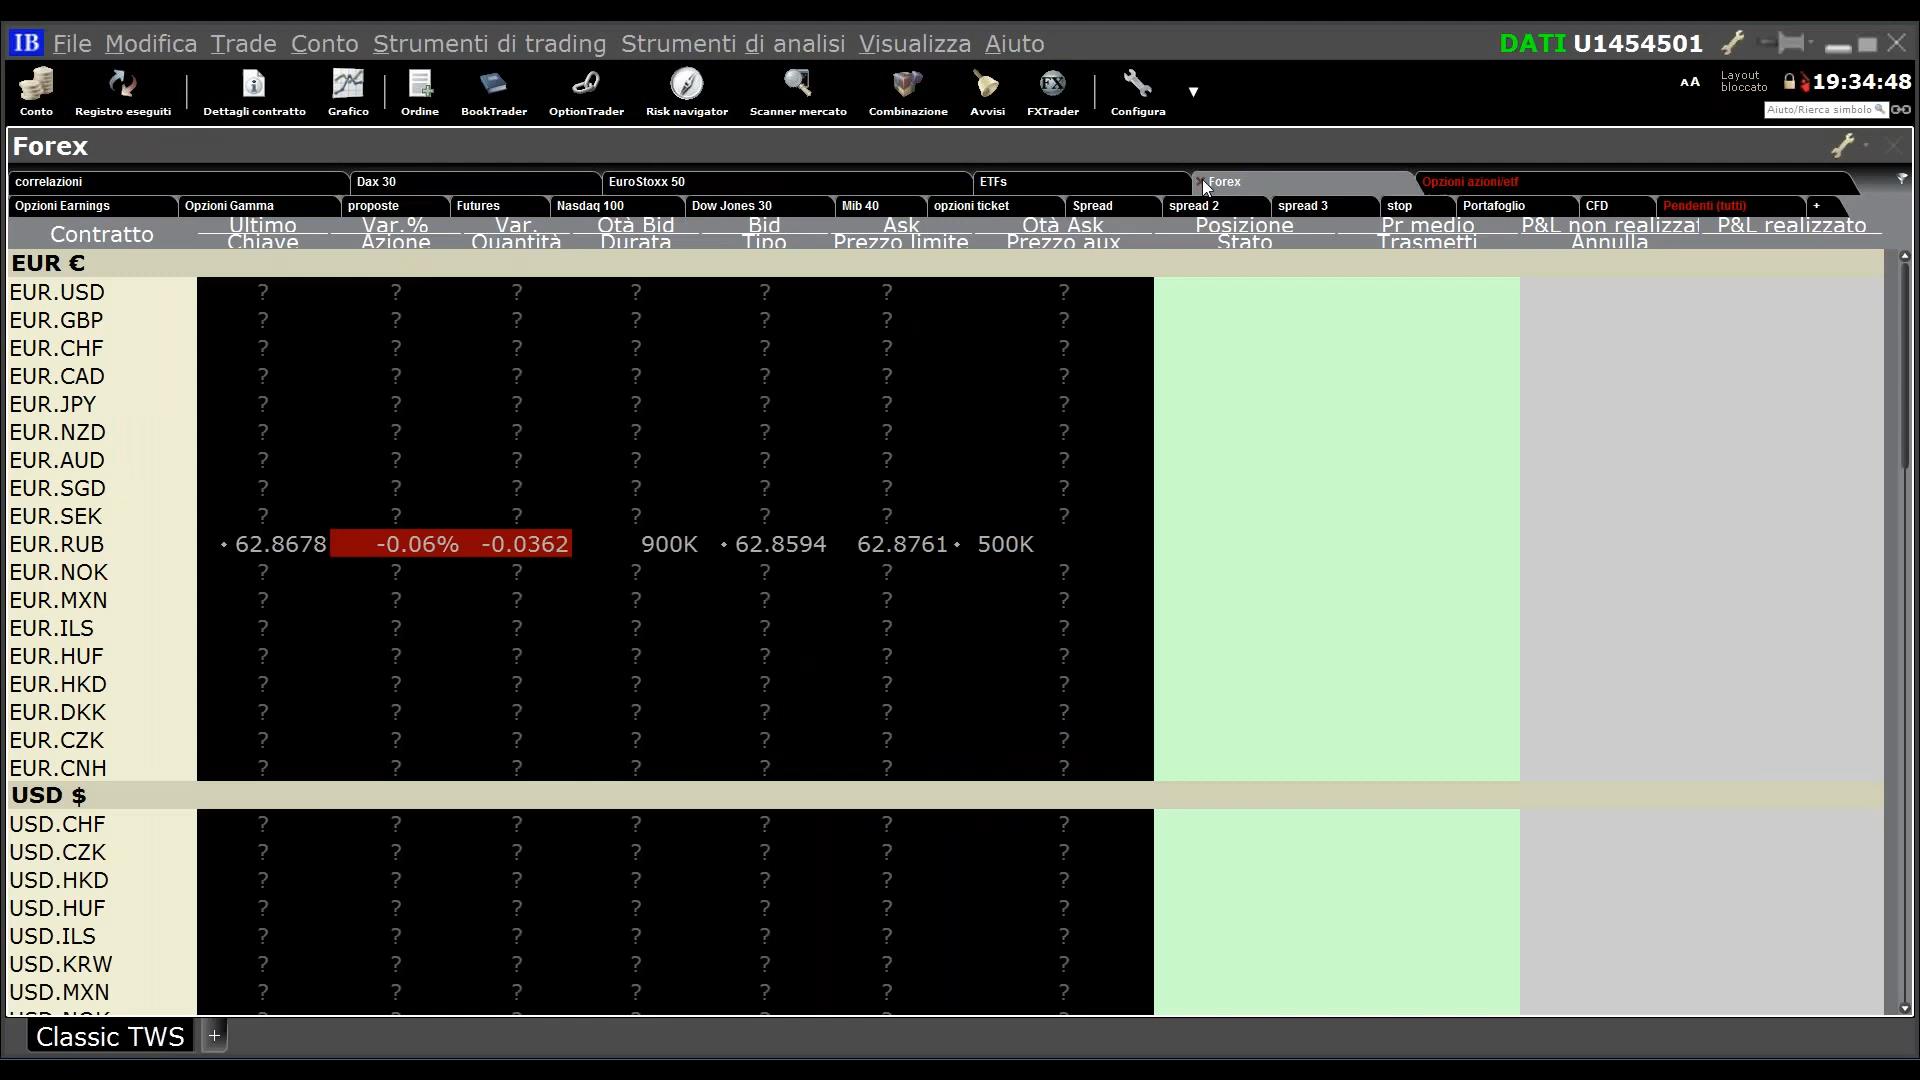 IB File Modifica Trade Conto Strumenti di trading Strumenti di analisi Visualizza Aiuto DATI U1454501
Conto Registro eseguiti Dettagli contratto Grafico Ordine BookTrader OptionTrader Risk navigator Scanner mercato Combinazione Avvisi FX FXTrader Configura AA Layout bloccato 19:34:48
Aiuto/Rierca simbolo
Forex
correlazioni Dax 30 EuroStoxx 50 ETFs Forex Opzioni azioni/etf
Opzioni Earnings Opzioni Gamma proposte Futures Nasdaq 100 Dow Jones 30 Mib 40 opzioni ticket Spread spread 2 spread 3 stop Portafoglio CFD Pendenti (tutti) +
Contratto Ultimo Var.% Var. Qtà Bid Bid Ask Qtà Ask Posizione Pr medio P&L non realizzat P&L realizzato
Chiave Azione Quantità Durata Tipo Prezzo limite Prezzo aux Stato Trasmetti Annulla
EUR €
EUR.USD ? ? ? ? ? ? ?
EUR.GBP ? ? ? ? ? ? ?
EUR.CHF ? ? ? ? ? ? ?
EUR.CAD ? ? ? ? ? ? ?
EUR.JPY ? ? ? ? ? ? ?
EUR.NZD ? ? ? ? ? ? ?
EUR.AUD ? ? ? ? ? ? ?
EUR.SGD ? ? ? ? ? ? ?
EUR.SEK ? ? ? ? ? ? ?
EUR.RUB • 62.8678 -0.06% -0.0362 900K • 62.8594 62.8761 • 500K
EUR.NOK ? ? ? ? ? ? ?
EUR.MXN ? ? ? ? ? ? ?
EUR.ILS ? ? ? ? ? ? ?
EUR.HUF ? ? ? ? ? ? ?
EUR.HKD ? ? ? ? ? ? ?
EUR.DKK ? ? ? ? ? ? ?
EUR.CZK ? ? ? ? ? ? ?
EUR.CNH ? ? ? ? ? ? ?
USD $
USD.CHF ? ? ? ? ? ? ?
USD.CZK ? ? ? ? ? ? ?
USD.HKD ? ? ? ? ? ? ?
USD.HUF ? ? ? ? ? ? ?
USD.ILS ? ? ? ? ? ? ?
USD.KRW ? ? ? ? ? ? ?
USD.MXN ? ? ? ? ? ? ?
Classic TWS +